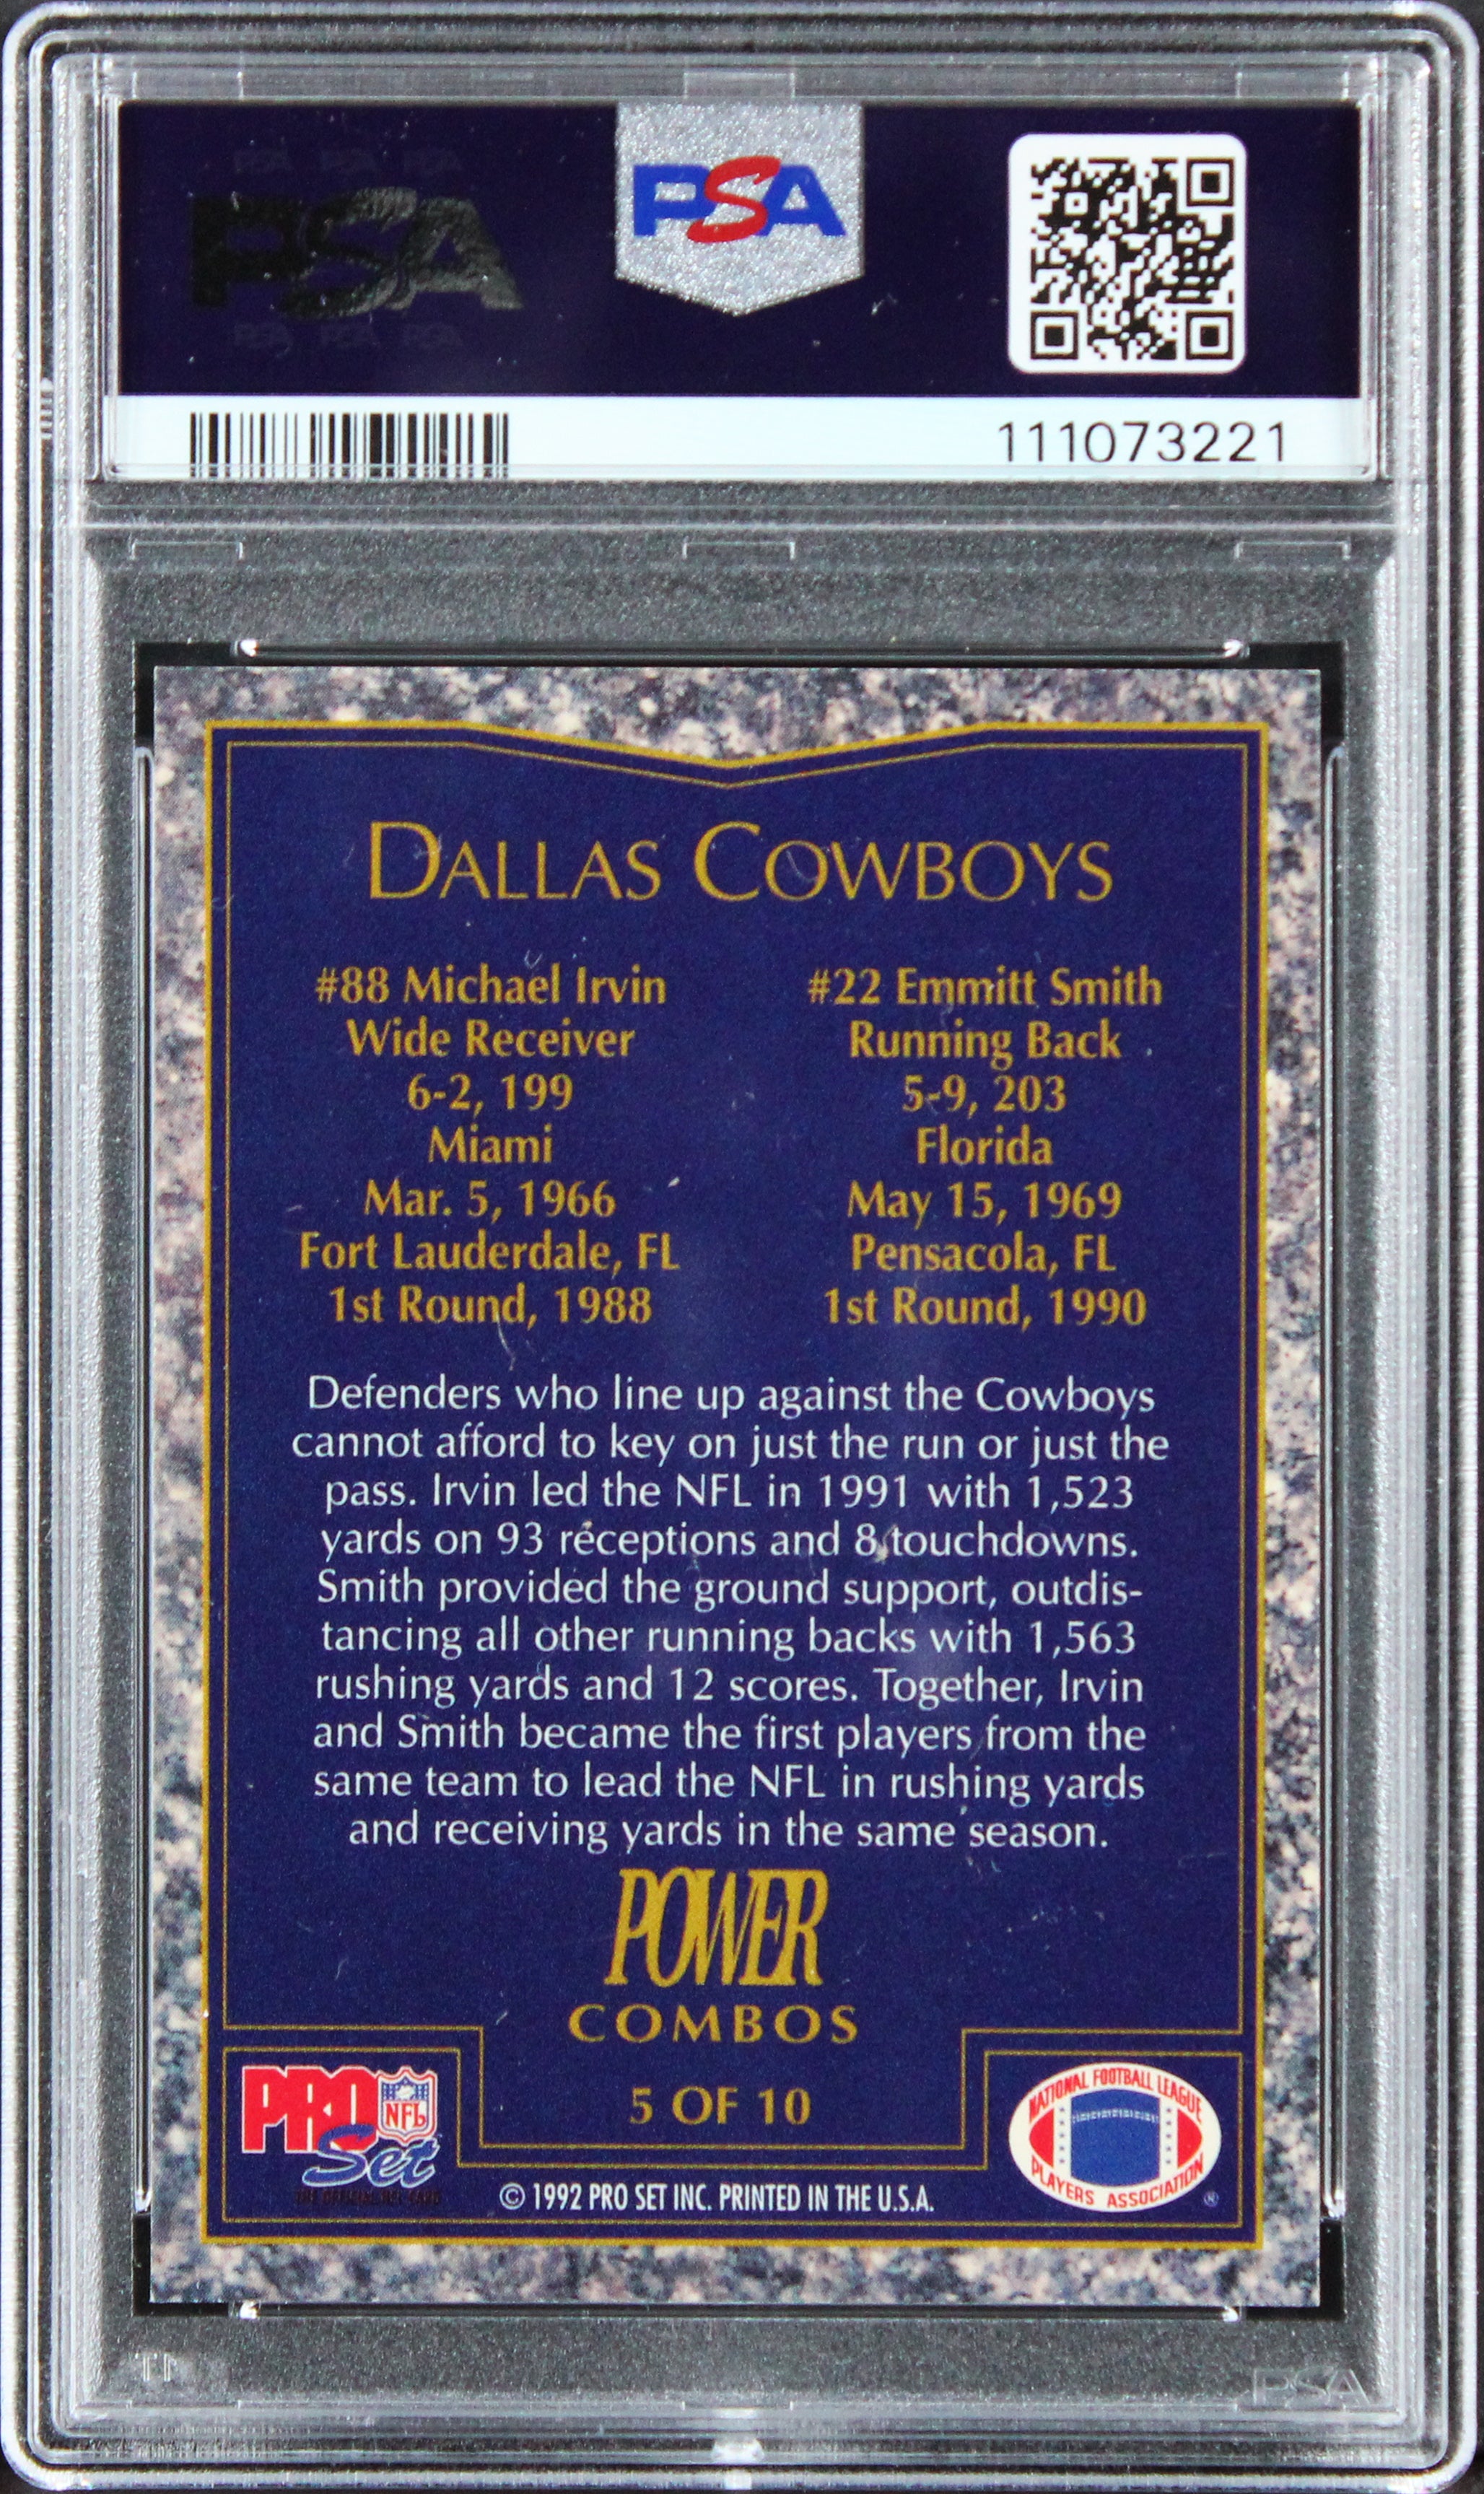 PSA
PSA
111073221
DALLAS COWBOYS
#88 Michael Irvin
Wide Receiver
6-2, 199
Miami
Mar. 5, 1966
Fort Lauderdale, FL
1st Round, 1988
#22 Emmitt Smith
Running Back
5-9, 203
Florida
May 15, 1969
Pensacola, FL
1st Round, 1990
Defenders who line up against the Cowboys
cannot afford to key on just the run or just the
pass. Irvin led the NFL in 1991 with 1,523
yards on 93 receptions and 8 touchdowns.
Smith provided the ground support, outdis-
tancing all other running backs with 1,563
rushing yards and 12 scores. Together, Irvin
and Smith became the first players from the
same team to lead the NFL in rushing yards
and receiving yards in the same season.
POWER
COMBOS
5 OF 10
PRO
NFL
Set
© 1992 PRO SET INC. PRINTED IN THE U.S.A.
NATIONAL FOOTBALL LEAGUE
PLAYERS ASSOCIATION
®
PSA